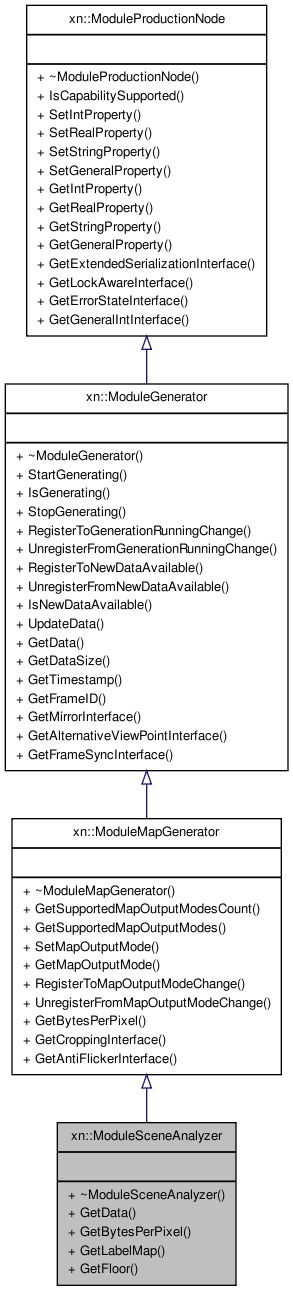 xn::ModuleProductionNode
+ ~ModuleProductionNode()
+ IsCapabilitySupported()
+ SetIntProperty()
+ SetRealProperty()
+ SetStringProperty()
+ SetGeneralProperty()
+ GetIntProperty()
+ GetRealProperty()
+ GetStringProperty()
+ GetGeneralProperty()
+ GetExtendedSerializationInterface()
+ GetLockAwareInterface()
+ GetErrorStateInterface()
+ GetGeneralIntInterface()
xn::ModuleGenerator
+ ~ModuleGenerator()
+ StartGenerating()
+ IsGenerating()
+ StopGenerating()
+ RegisterToGenerationRunningChange()
+ UnregisterFromGenerationRunningChange()
+ RegisterToNewDataAvailable()
+ UnregisterFromNewDataAvailable()
+ IsNewDataAvailable()
+ UpdateData()
+ GetData()
+ GetDataSize()
+ GetTimestamp()
+ GetFrameID()
+ GetMirrorInterface()
+ GetAlternativeViewPointInterface()
+ GetFrameSyncInterface()
xn::ModuleMapGenerator
+ ~ModuleMapGenerator()
+ GetSupportedMapOutputModesCount()
+ GetSupportedMapOutputModes()
+ SetMapOutputMode()
+ GetMapOutputMode()
+ RegisterToMapOutputModeChange()
+ UnregisterFromMapOutputModeChange()
+ GetBytesPerPixel()
+ GetCroppingInterface()
+ GetAntiFlickerInterface()
xn::ModuleSceneAnalyzer
+ ~ModuleSceneAnalyzer()
+ GetData()
+ GetBytesPerPixel()
+ GetLabelMap()
+ GetFloor()